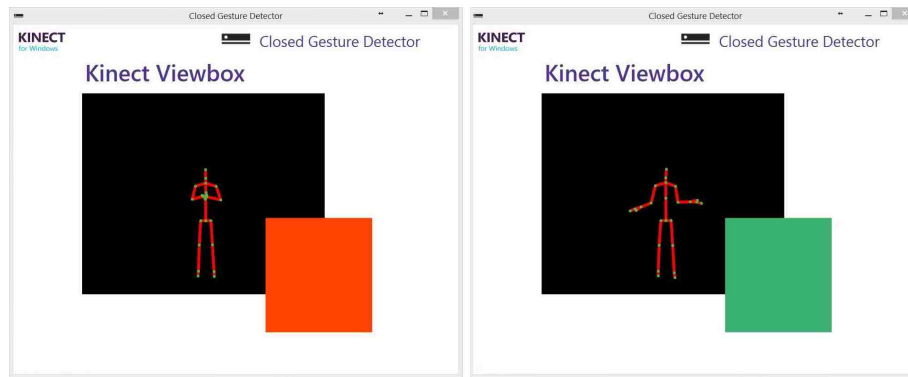 Closed Gesture Detector
KINECT
for Windows
Closed Gesture Detector
Kinect Viewbox
Closed Gesture Detector
KINECT
for Windows
Closed Gesture Detector
Kinect Viewbox